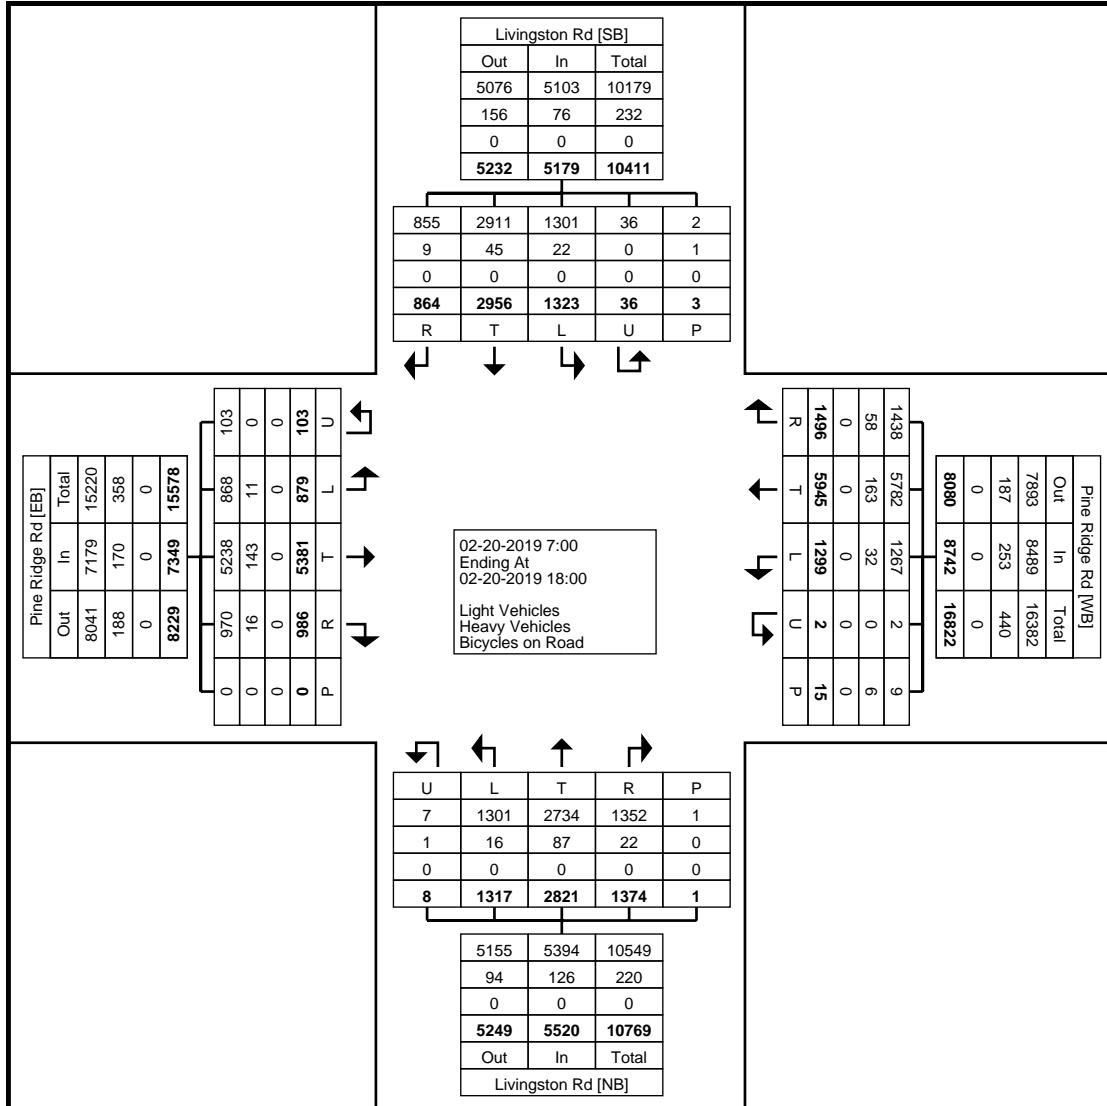 Livingston Rd [SB]
Out In Total
5076 5103 10179
156 76 232
0 0 0
5232 5179 10411
855 2911 1301 36 2
9 45 22 0 1
0 0 0 0 0
864 2956 1323 36 3
R T L U P
Pine Ridge Rd [EB]
Total In Out
15220 7179 8041
358 170 188
0 0 0
15578 7349 8229
103 868 5238 970 0
0 11 143 16 0
0 0 0 0 0
103 879 5381 986 0
U L T R P
02-20-2019 7:00
Ending At
02-20-2019 18:00
Light Vehicles
Heavy Vehicles
Bicycles on Road
Pine Ridge Rd [WB]
Out In Total
7893 8489 16382
187 253 440
0 0 0
8080 8742 16822
1438 5782 1267 2 9
58 163 32 0 6
0 0 0 0 0
1496 5945 1299 2 15
R T L U P
U L T R P
7 1301 2734 1352 1
1 16 87 22 0
0 0 0 0 0
8 1317 2821 1374 1
5155 5394 10549
94 126 220
0 0 0
5249 5520 10769
Out In Total
Livingston Rd [NB]